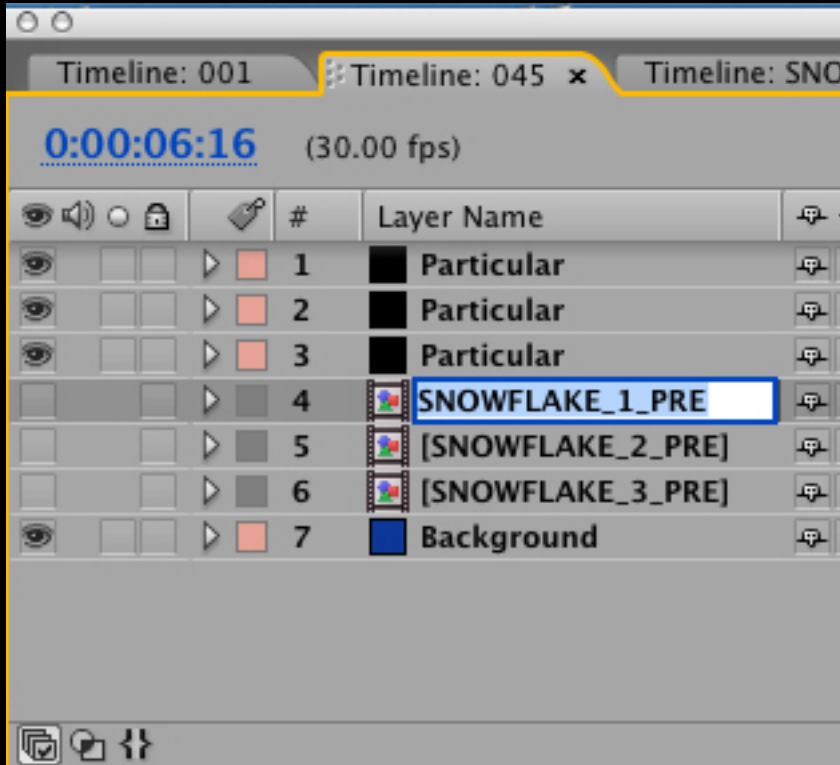 Timeline: 001 Timeline: 045 x Timeline: SNO
0:00:06:16 (30.00 fps)
# Layer Name
1 Particular
2 Particular
3 Particular
4 SNOWFLAKE_1_PRE
5 [SNOWFLAKE_2_PRE]
6 [SNOWFLAKE_3_PRE]
7 Background